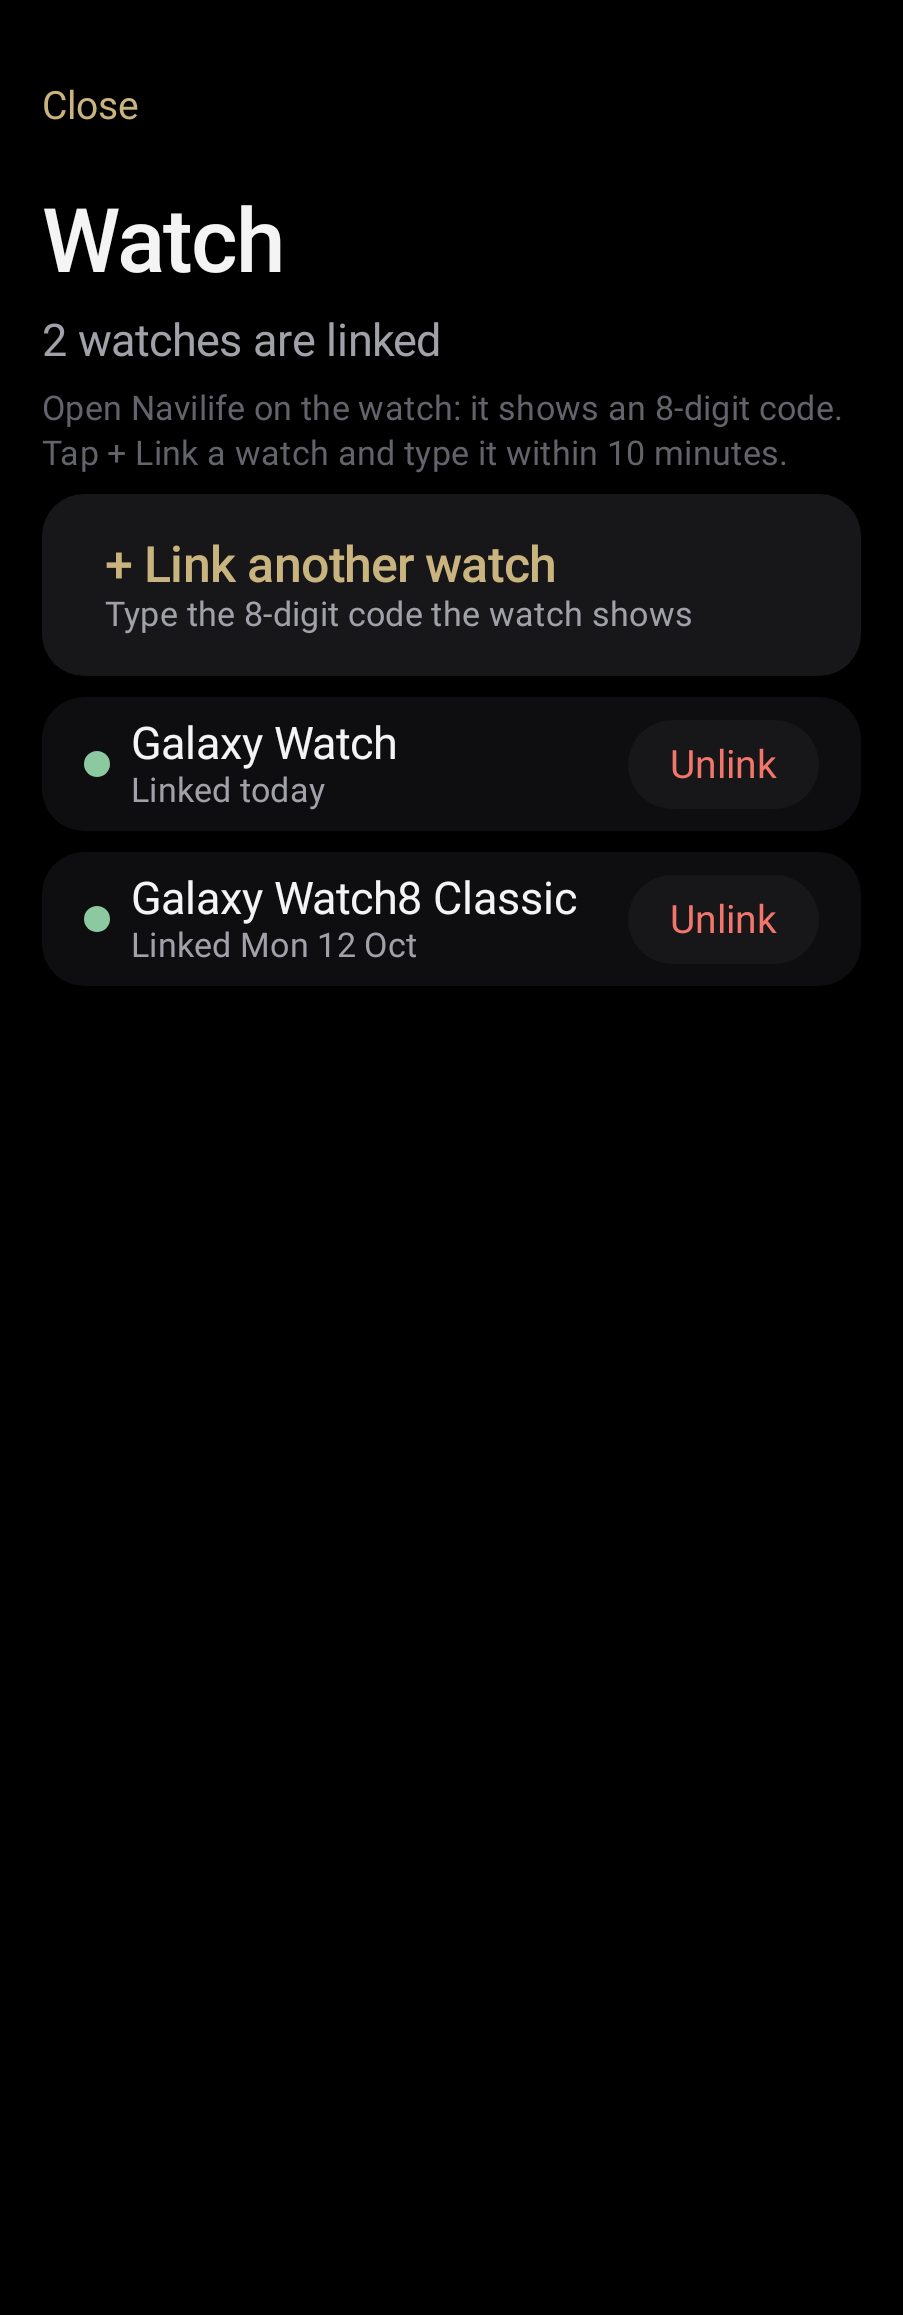 Close
Watch
2 watches are linked
Open Navilife on the watch: it shows an 8-digit code.
Tap + Link a watch and type it within 10 minutes.
+ Link another watch
Type the 8-digit code the watch shows
Galaxy Watch
Linked today
Unlink
Galaxy Watch8 Classic
Linked Mon 12 Oct
Unlink